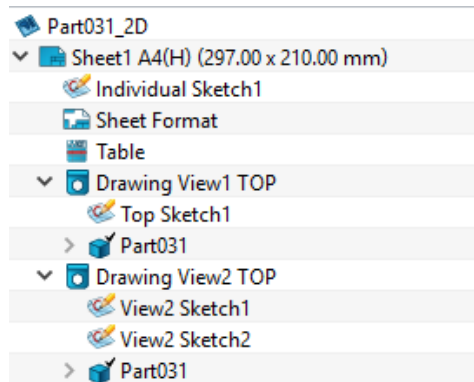 Part031_2D
Sheet1 A4(H) (297.00 x 210.00 mm)
Individual Sketch1
Sheet Format
Table
Drawing View1 TOP
Top Sketch1
Part031
Drawing View2 TOP
View2 Sketch1
View2 Sketch2
Part031